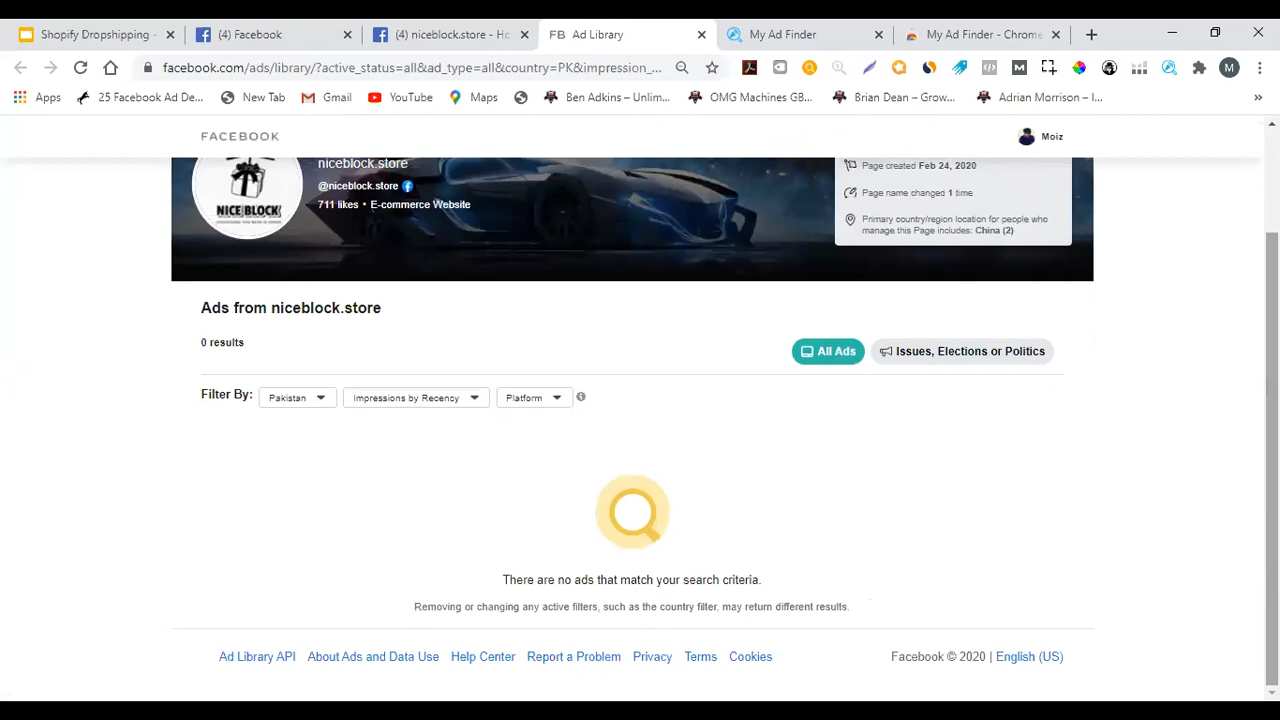 Shopify Dropshipping - (4) Facebook (4) niceblock.store - Ho FB Ad Library My Ad Finder My Ad Finder - Chrome
facebook.com/ads/library/?active_status=all&ad_type=all&country=PK&impression_... M M
Apps 25 Facebook Ad De... New Tab Gmail YouTube Maps Ben Adkins – Unlim... OMG Machines GB... Brian Dean – Grow... Adrian Morrison – I... »
FACEBOOK Moiz
niceblock.store
@niceblock.store
711 likes • E-commerce Website
NICE BLOCK
Page created Feb 24, 2020
Page name changed 1 time
Primary country/region location for people who
manage this Page includes: China (2)
Ads from niceblock.store
0 results
All Ads Issues, Elections or Politics
Filter By: Pakistan Impressions by Recency Platform
There are no ads that match your search criteria.
Removing or changing any active filters, such as the country filter, may return different results.
Ad Library API About Ads and Data Use Help Center Report a Problem Privacy Terms Cookies Facebook © 2020 | English (US)